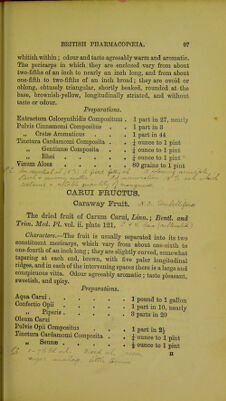 BRITISH PHARMACOPŒIA. 97
whitish within; odour and taste agreeably warm and aromatic.
The pericarps in which they are enclosed vary from about
two-fifths of an inch to nearly an inch long, and from about
one-fifth to two-fifths of an inch broad; they are ovoid or
oblong, obtusely triangular, shortly beaked, rounded at the
base, brownish-yellow, longitudinally striated, and without
taste or odour.
Preparations.
Extractum Colocynthidis Compositum . 1 part in 27, nearly
Pulvis Cinnamomi Compositus . . 1 part in 3
„ Cretæ Aromaticus . . . 1 part in 44
Tinctura Cardamomi Composita . . ¼ ounce to 1 pint
„ Gentianæ Composita . . ¼ ounce to 1 pint
„ Rhei . . . . ¼ ounce to 1 pint
Vinum Aloes . . . . . 80 grains to 1 pint
CARUI FRUCTUS.
Caraway Fruit.
The dried fruit of Carum Carui, Linn.; Bentl. and
Trim. Med. Pl. vol. ii. plate 121.
Characters.—The fruit is usually separated into its two
constituent mericarps, which vary from about one-sixth to
one fourth of an inch long; they are slightly curved, somewhat
tapering at each end, brown, with five paler longitudinal
ridges, and in each of the intervening spaces there is a large and
conspicuous vitta. Odour agreeably aromatic; taste pleasant,
sweetish, and spicy.
Preparations.
Aqua Carui . . . . . 1 pound to 1 gallon
Confectio Opii . . . . 1 part in 10, nearly
„ Piperis . . . . 3 parts in 20
Oleum Carui
Pulvis Opii Compositus . . . 1 part in 2½
Tinctura Cardamomi Composita . . ¼ ounce to 1 pint
„ Sennæ . . . . ½ ounce to 1 pint
H